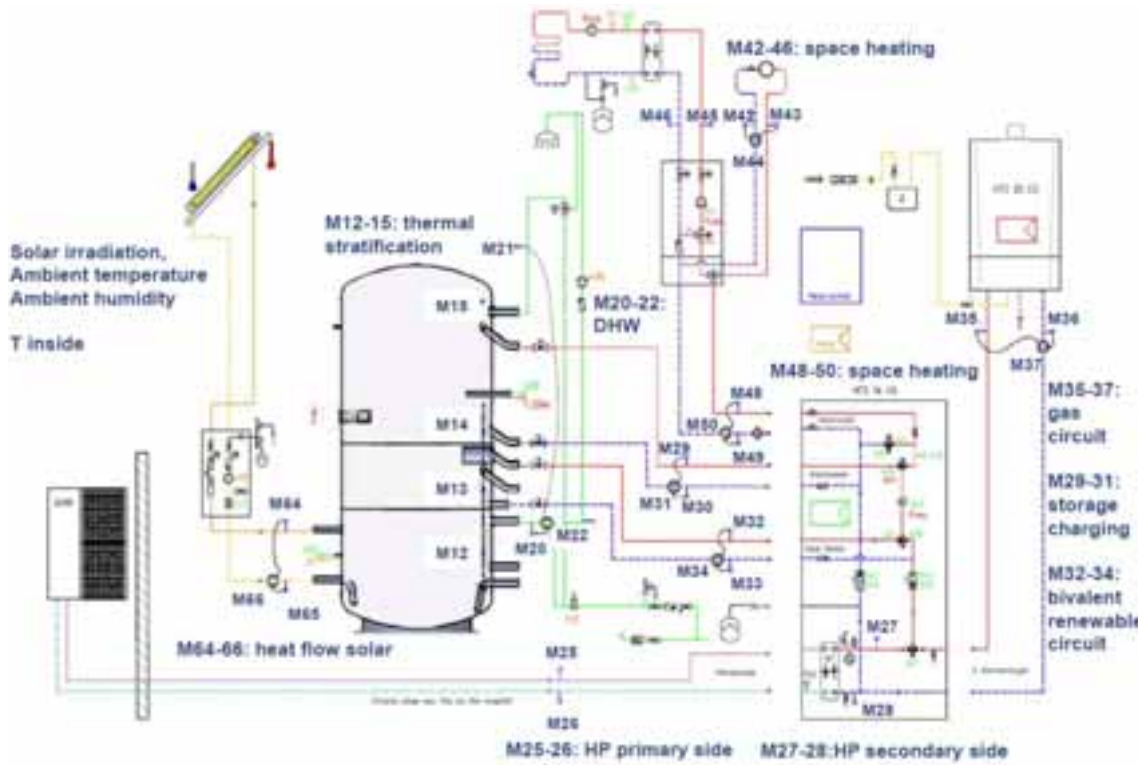 M42-46: space heating
M46
M45
M42
M43
M44
Solar irradiation,
Ambient temperature
Ambient humidity
T inside
M12-15: thermal
stratification
M21
M20-22:
DHW
M15
M14
M13
M12
M35
M36
M37
M48-50: space heating
M48
M50
M49
M29
M31
M30
M32
M34
M33
M20
M22
M35-37:
gas
circuit
M29-31:
storage
charging
M32-34:
bivalent
renewable
circuit
M64
M66
M65
M64-66: heat flow solar
M25
M26
M27
M28
M25-26: HP primary side
M27-28:HP secondary side